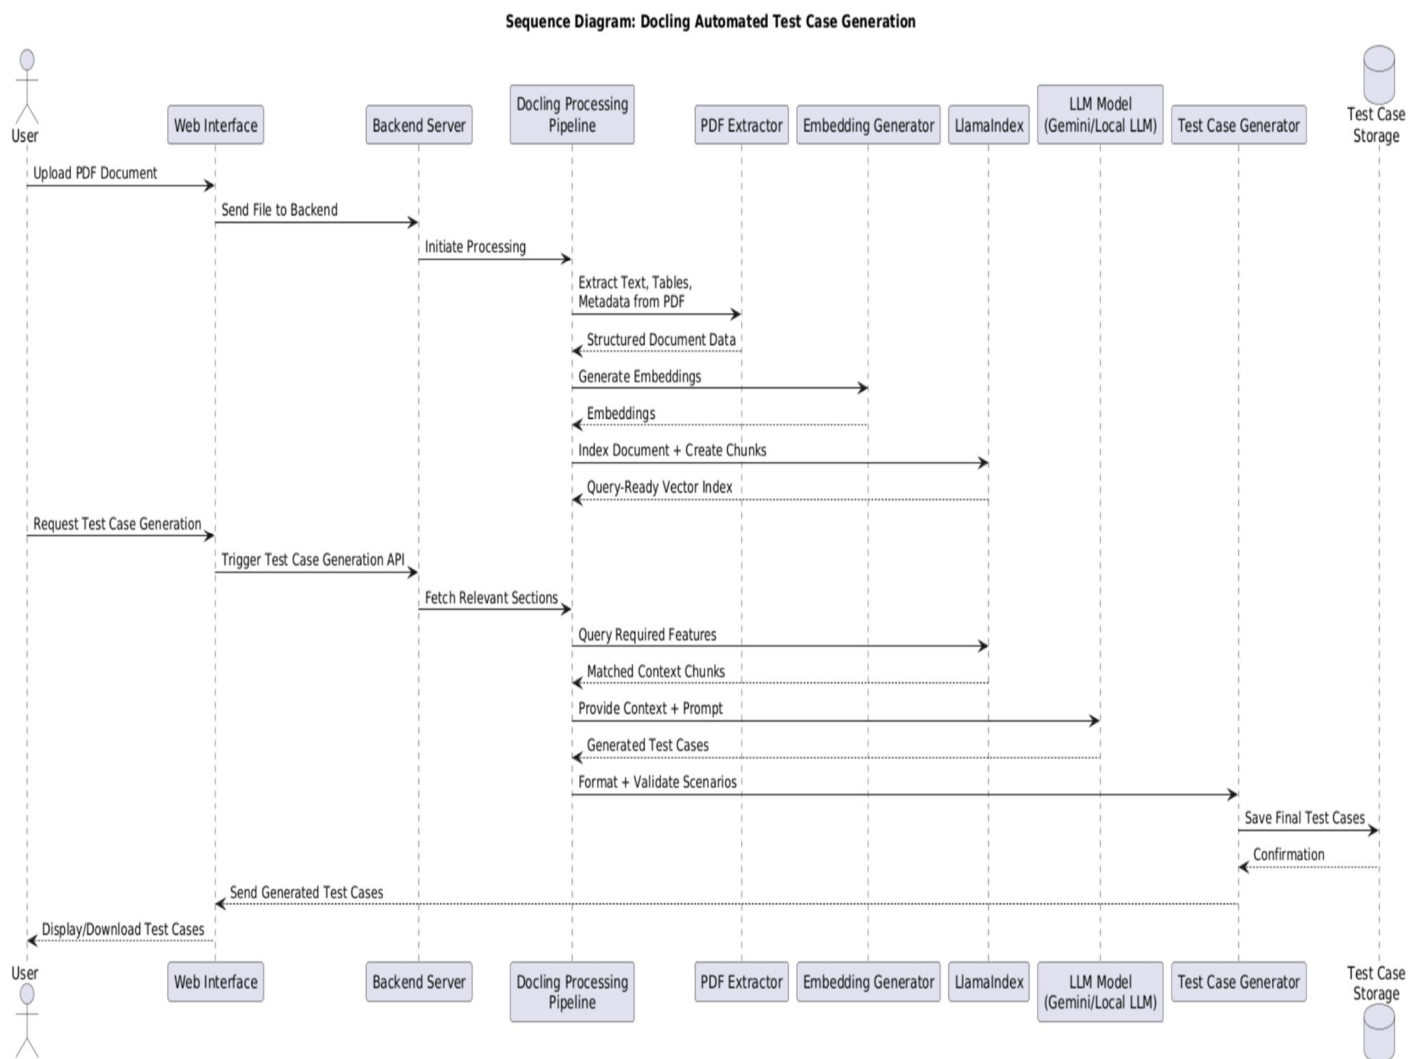 Sequence Diagram: Docling Automated Test Case Generation
User
Web Interface
Backend Server
Docling Processing
Pipeline
PDF Extractor
Embedding Generator
LlamaIndex
LLM Model
(Gemini/Local LLM)
Test Case Generator
Test Case
Storage
Upload PDF Document
Send File to Backend
Initiate Processing
Extract Text, Tables,
Metadata from PDF
Structured Document Data
Generate Embeddings
Embeddings
Index Document + Create Chunks
Query-Ready Vector Index
Request Test Case Generation
Trigger Test Case Generation API
Fetch Relevant Sections
Query Required Features
Matched Context Chunks
Provide Context + Prompt
Generated Test Cases
Format + Validate Scenarios
Save Final Test Cases
Confirmation
Send Generated Test Cases
Display/Download Test Cases
User
Web Interface
Backend Server
Docling Processing
Pipeline
PDF Extractor
Embedding Generator
LlamaIndex
LLM Model
(Gemini/Local LLM)
Test Case Generator
Test Case
Storage